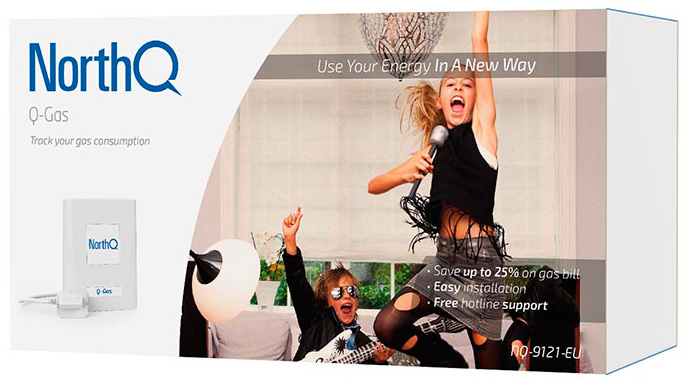 NorthQ
Q-Gas
Track your gas consumption
Use Your Energy In A New Way
NorthQ
Q-Gas
· Save up to 25% on gas bill
· Easy installation
· Free hotline support
NQ-9121-EU